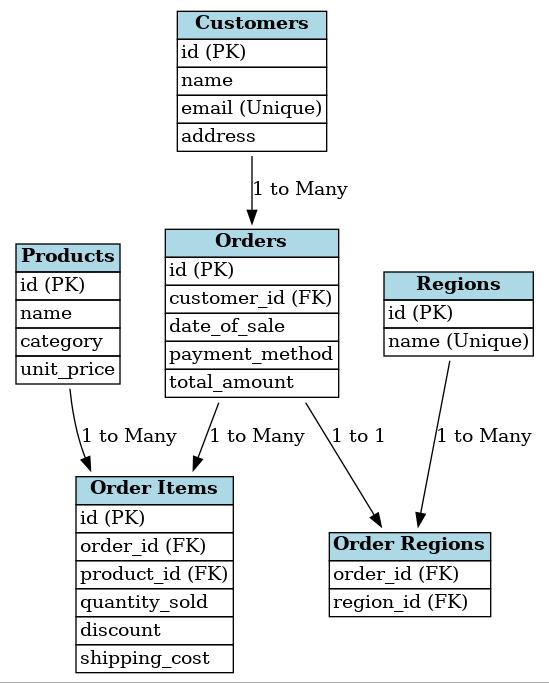 Customers
id (PK)
name
email (Unique)
address
1 to Many
Products
id (PK)
name
category
unit_price
Orders
id (PK)
customer_id (FK)
date_of_sale
payment_method
total_amount
Regions
id (PK)
name (Unique)
1 to Many
1 to Many
1 to 1
1 to Many
Order Items
id (PK)
order_id (FK)
product_id (FK)
quantity_sold
discount
shipping_cost
Order Regions
order_id (FK)
region_id (FK)